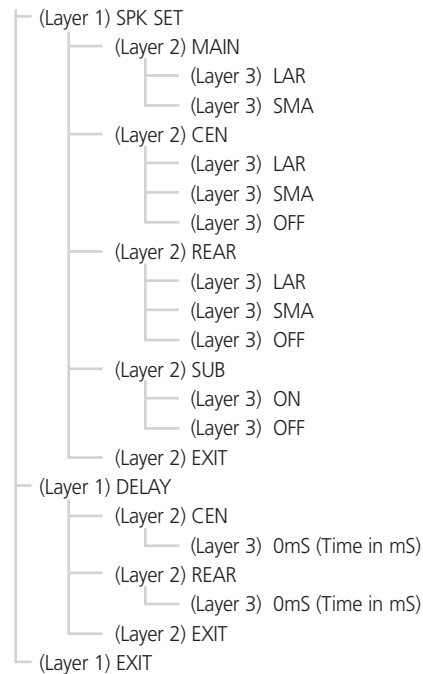 (Layer 1) SPK SET
(Layer 2) MAIN
(Layer 3) LAR
(Layer 3) SMA
(Layer 2) CEN
(Layer 3) LAR
(Layer 3) SMA
(Layer 3) OFF
(Layer 2) REAR
(Layer 3) LAR
(Layer 3) SMA
(Layer 3) OFF
(Layer 2) SUB
(Layer 3) ON
(Layer 3) OFF
(Layer 2) EXIT
(Layer 1) DELAY
(Layer 2) CEN
(Layer 3) 0mS (Time in mS)
(Layer 2) REAR
(Layer 3) 0mS (Time in mS)
(Layer 2) EXIT
(Layer 1) EXIT